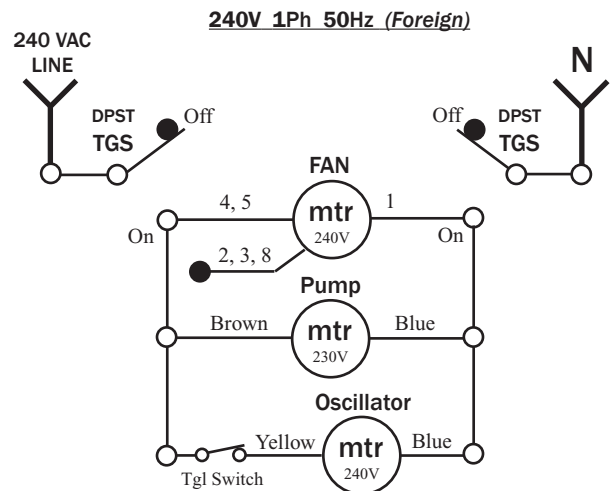 240V 1Ph 50Hz (Foreign)
240 VAC
LINE
N
DPST
TGS
Off
Off
DPST
TGS
FAN
4, 5
mtr
240V
1
On
On
2, 3, 8
Pump
Brown
mtr
230V
Blue
Oscillator
Yellow
mtr
240V
Blue
Tgl Switch